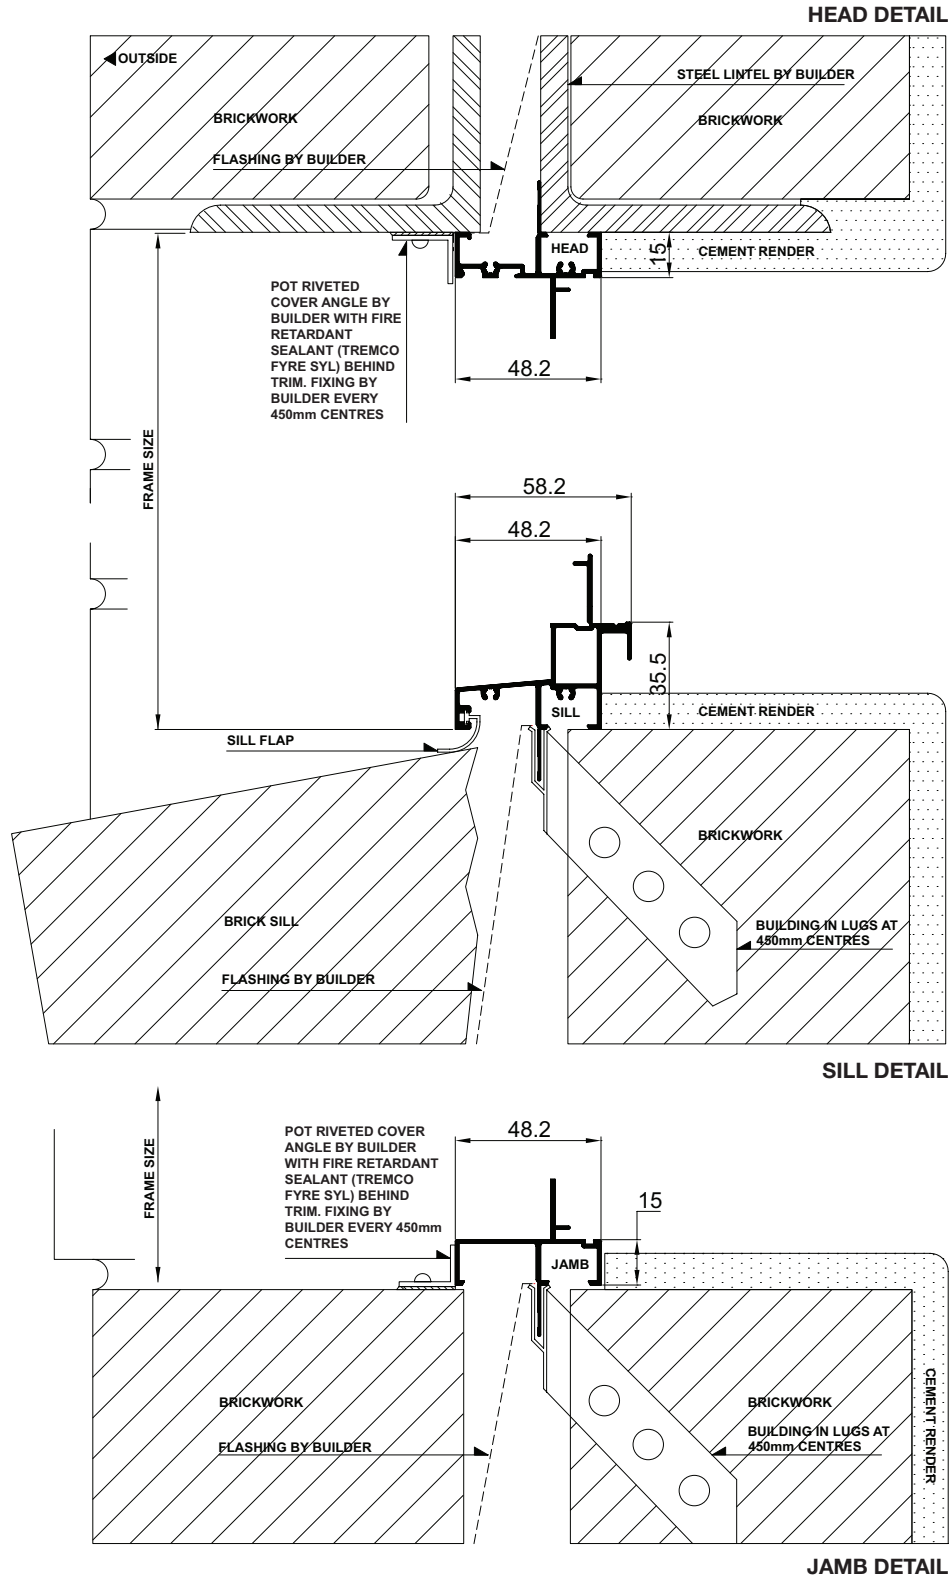 HEAD DETAIL
OUTSIDE
STEEL LINTEL BY BUILDER
BRICKWORK
BRICKWORK
FLASHING BY BUILDER
HEAD
15
CEMENT RENDER
POT RIVETED
COVER ANGLE BY
BUILDER WITH FIRE
RETARDANT
SEALANT (TREMCO
FYRE SYL) BEHIND
TRIM. FIXING BY
BUILDER EVERY
450mm CENTRES
48.2
FRAME SIZE
58.2
48.2
35.5
SILL
CEMENT RENDER
SILL FLAP
BRICKWORK
BRICK SILL
BUILDING IN LUGS AT
450mm CENTRES
FLASHING BY BUILDER
SILL DETAIL
FRAME SIZE
POT RIVETED COVER
ANGLE BY BUILDER
WITH FIRE RETARDANT
SEALANT (TREMCO
FYRE SYL) BEHIND
TRIM. FIXING BY
BUILDER EVERY 450mm
CENTRES
48.2
15
JAMB
CEMENT RENDER
BRICKWORK
BRICKWORK
BUILDING IN LUGS AT
450mm CENTRES
FLASHING BY BUILDER
JAMB DETAIL